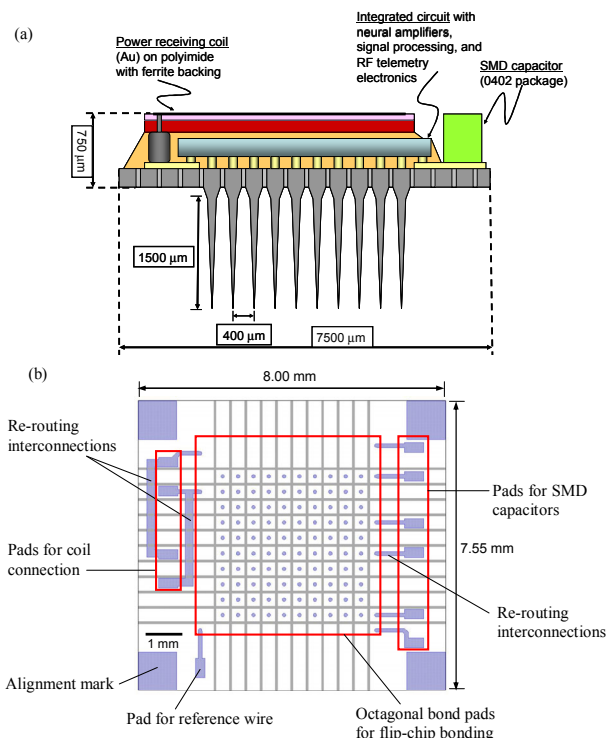 (a)
Power receiving coil
(Au) on polyimide
with ferrite backing
Integrated circuit with
neural amplifiers,
signal processing, and
RF telemetry
electronics
SMD capacitor
(0402 package)
750 μm
1500 μm
400 μm
7500 μm
(b)
8.00 mm
Re-routing
interconnections
Pads for coil
connection
Pads for SMD
capacitors
7.55 mm
Re-routing
interconnections
1 mm
Alignment mark
Pad for reference wire
Octagonal bond pads
for flip-chip bonding